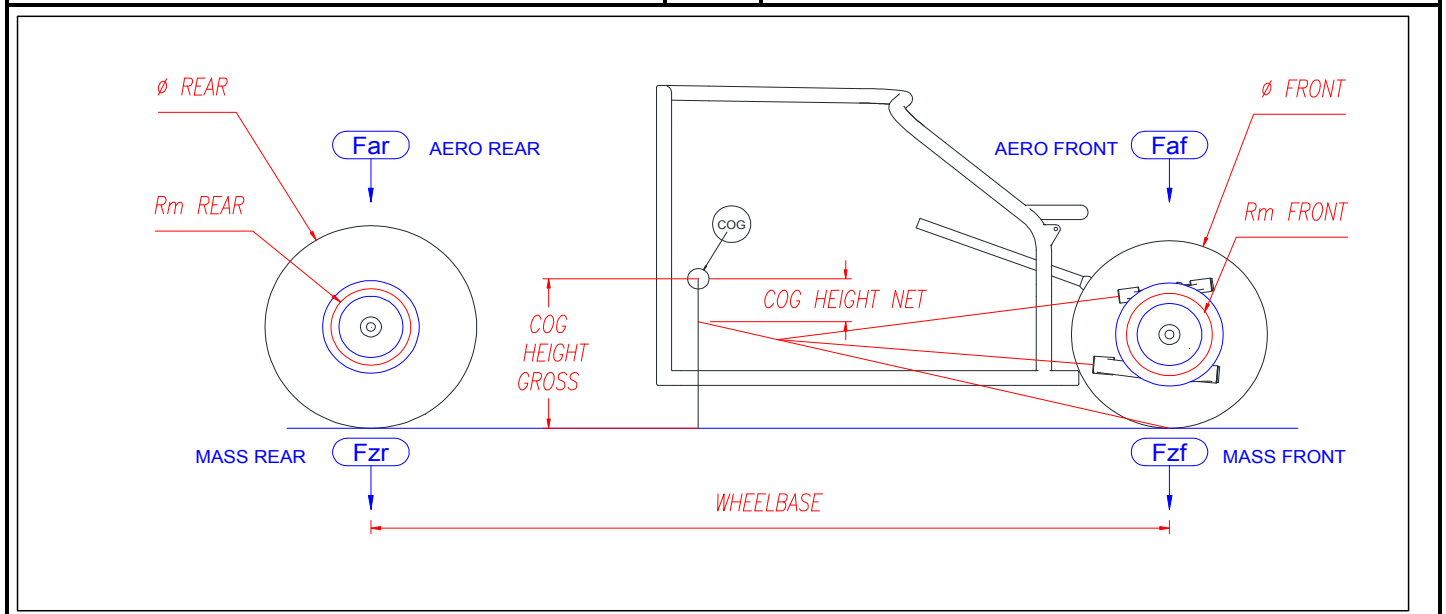 ø REAR
ø FRONT
Far
AERO REAR
AERO FRONT
Faf
Rm REAR
Rm FRONT
COG
COG HEIGHT NET
COG
HEIGHT
GROSS
MASS REAR
Fzr
Fzf
MASS FRONT
WHEELBASE